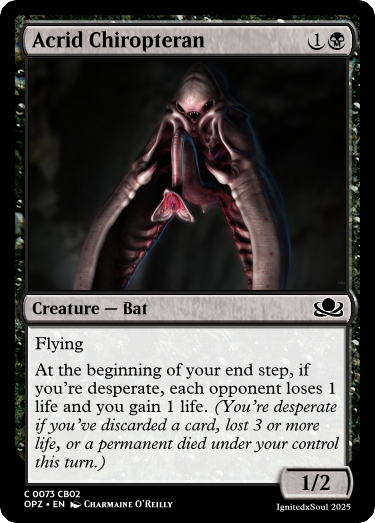 Acrid Chiropteran 1
Creature — Bat
Flying
At the beginning of your end step, if
you're desperate, each opponent loses 1
life and you gain 1 life. (You're desperate
if you've discarded a card, lost 3 or more
life, or a permanent died under your control
this turn.)
1/2
C 0073 CB02
OPZ • EN CHARMAINE O'REILLY
IgnitedxSoul 2025